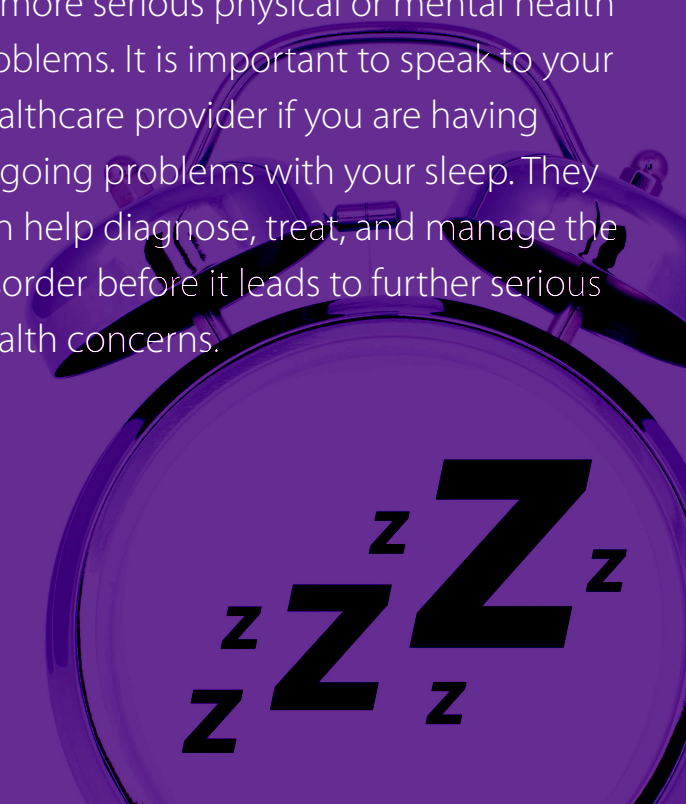 more serious physical or mental health
oblems. It is important to speak to your
althcare provider if you are having
going problems with your sleep. They
n help diagnose, treat, and manage the
sorder before it leads to further serious
alth concerns.
z Z z
z Z
z z